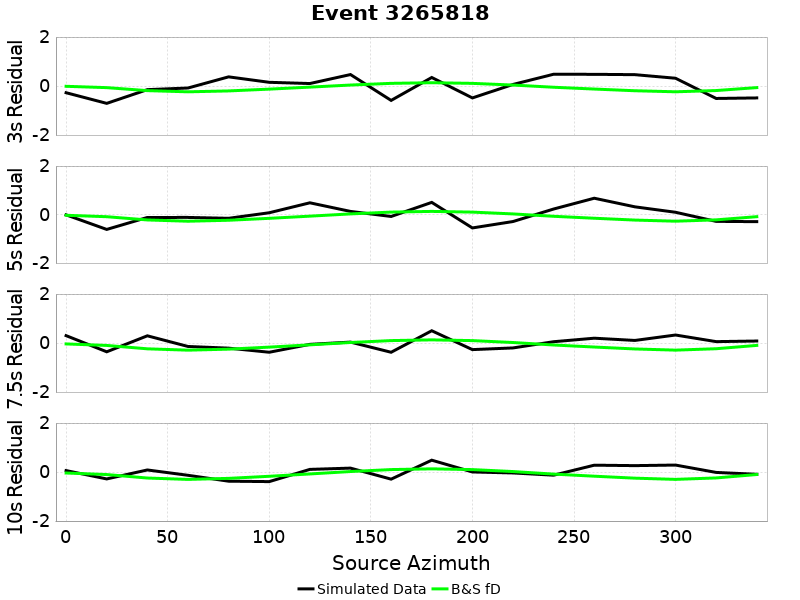 Event 3265818
3s Residual
2
0
-2
5s Residual
2
0
-2
7.5s Residual
2
0
-2
10s Residual
2
0
-2
0 50 100 150 200 250 300
Source Azimuth
Simulated Data B&S fD